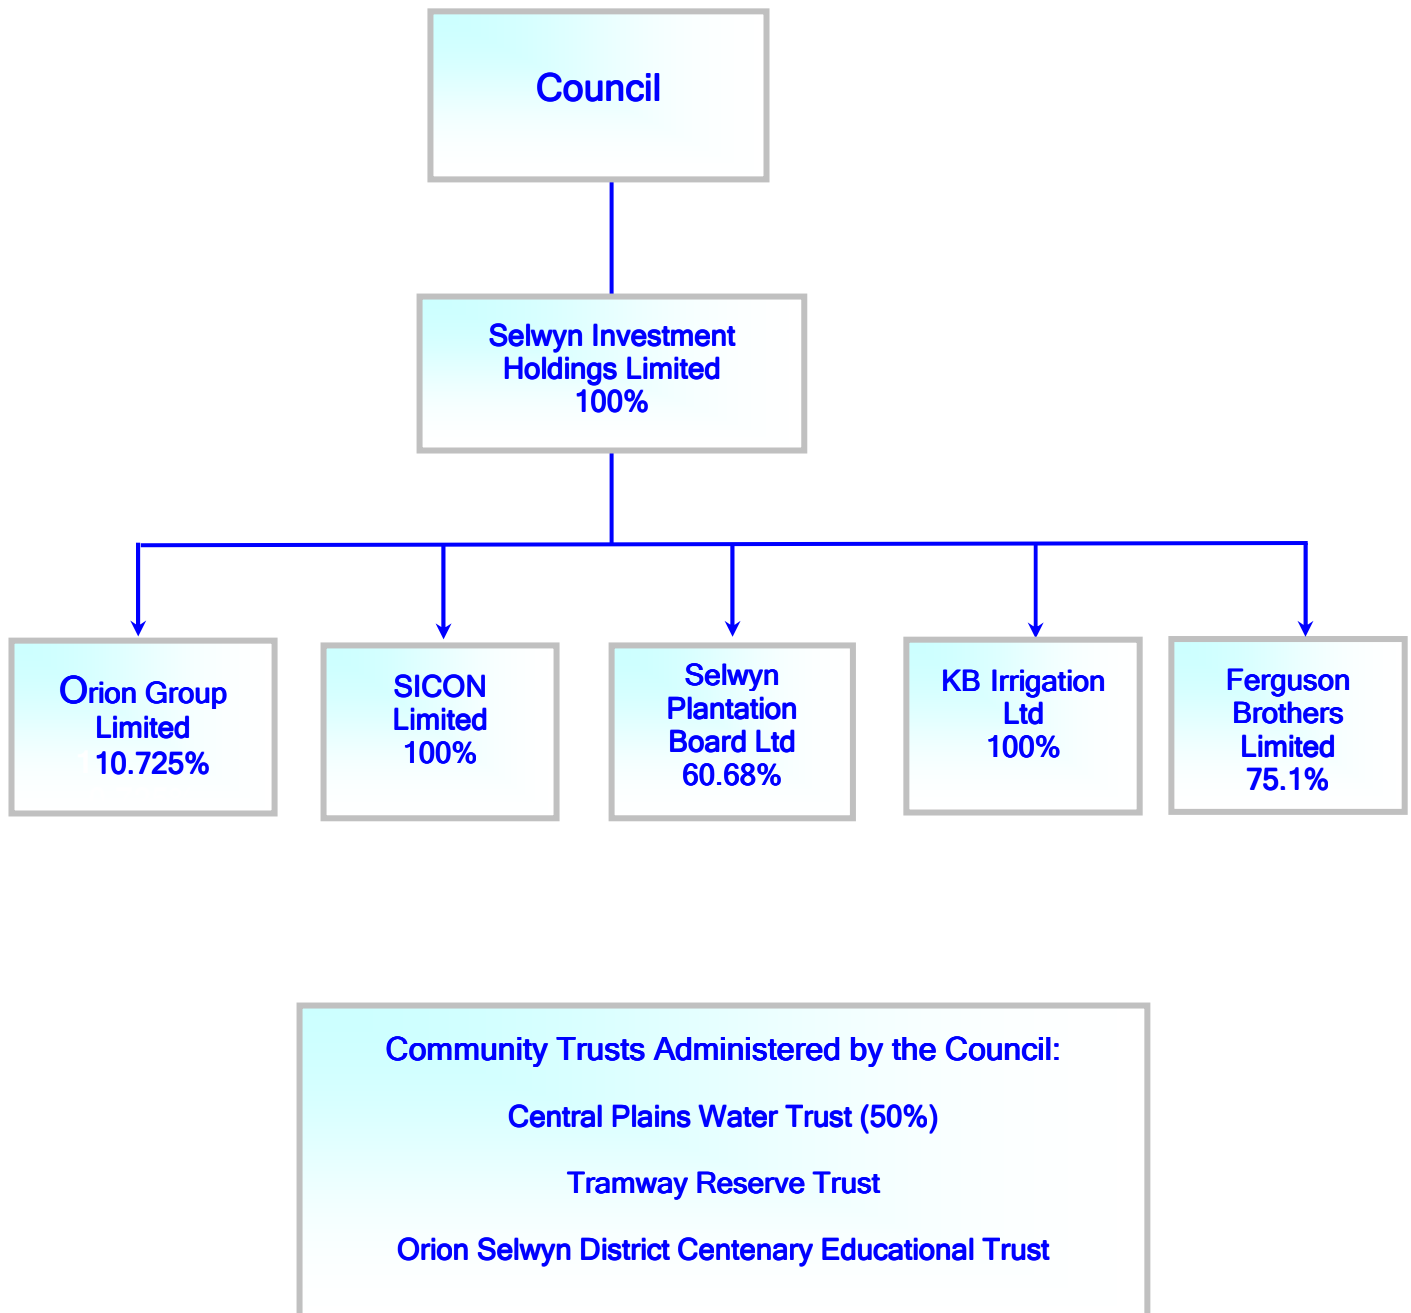 Council
Selwyn Investment
Holdings Limited
100%
Orion Group
Limited
10.725%
SICON
Limited
100%
Selwyn
Plantation
Board Ltd
60.68%
KB Irrigation
Ltd
100%
Ferguson
Brothers
Limited
75.1%
Community Trusts Administered by the Council:
Central Plains Water Trust (50%)
Tramway Reserve Trust
Orion Selwyn District Centenary Educational Trust